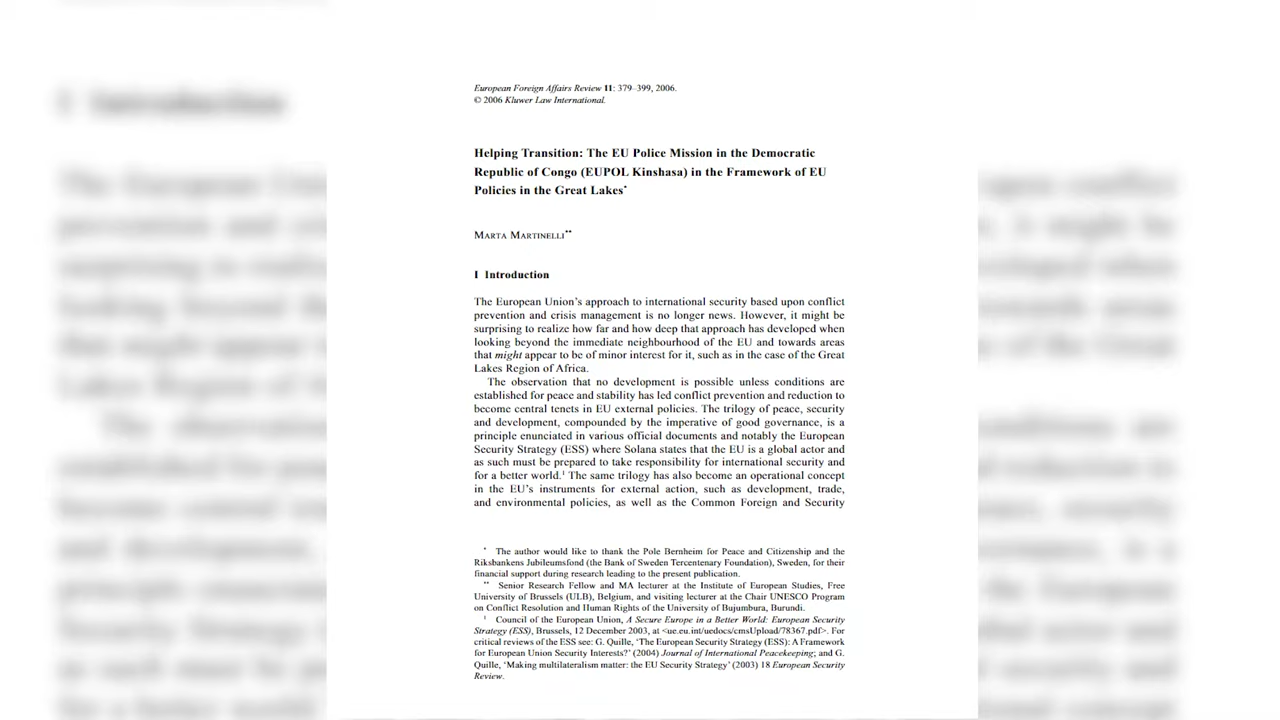 European Foreign Affairs Review 11: 379–399, 2006.
© 2006 Kluwer Law International.
Helping Transition: The EU Police Mission in the Democratic
Republic of Congo (EUPOL Kinshasa) in the Framework of EU
Policies in the Great Lakes*
MARTA MARTINELLI**
I Introduction
The European Union's approach to international security based upon conflict
prevention and crisis management is no longer news. However, it might be
surprising to realize how far and how deep that approach has developed when
looking beyond the immediate neighbourhood of the EU and towards areas
that might appear to be of minor interest for it, such as in the case of the Great
Lakes Region of Africa.
The observation that no development is possible unless conditions are
established for peace and stability has led conflict prevention and reduction to
become central tenets in EU external policies. The trilogy of peace, security
and development, compounded by the imperative of good governance, is a
principle enunciated in various official documents and notably the European
Security Strategy (ESS) where Solana states that the EU is a global actor and
as such must be prepared to take responsibility for international security and
for a better world.1 The same trilogy has also become an operational concept
in the EU's instruments for external action, such as development, trade,
and environmental policies, as well as the Common Foreign and Security
* The author would like to thank the Pole Bernheim for Peace and Citizenship and the
Riksbankens Jubileumsfond (the Bank of Sweden Tercentenary Foundation), Sweden, for their
financial support during research leading to the present publication.
** Senior Research Fellow and MA lecturer at the Institute of European Studies, Free
University of Brussels (ULB), Belgium, and visiting lecturer at the Chair UNESCO Program
on Conflict Resolution and Human Rights of the University of Bujumbura, Burundi.
1 Council of the European Union, A Secure Europe in a Better World: European Security
Strategy (ESS), Brussels, 12 December 2003, at <ue.eu.int/uedocs/cmsUpload/78367.pdf>. For
critical reviews of the ESS see: G. Quille, 'The European Security Strategy (ESS): A Framework
for European Union Security Interests?' (2004) Journal of International Peacekeeping; and G.
Quille, 'Making multilateralism matter: the EU Security Strategy' (2003) 18 European Security
Review.